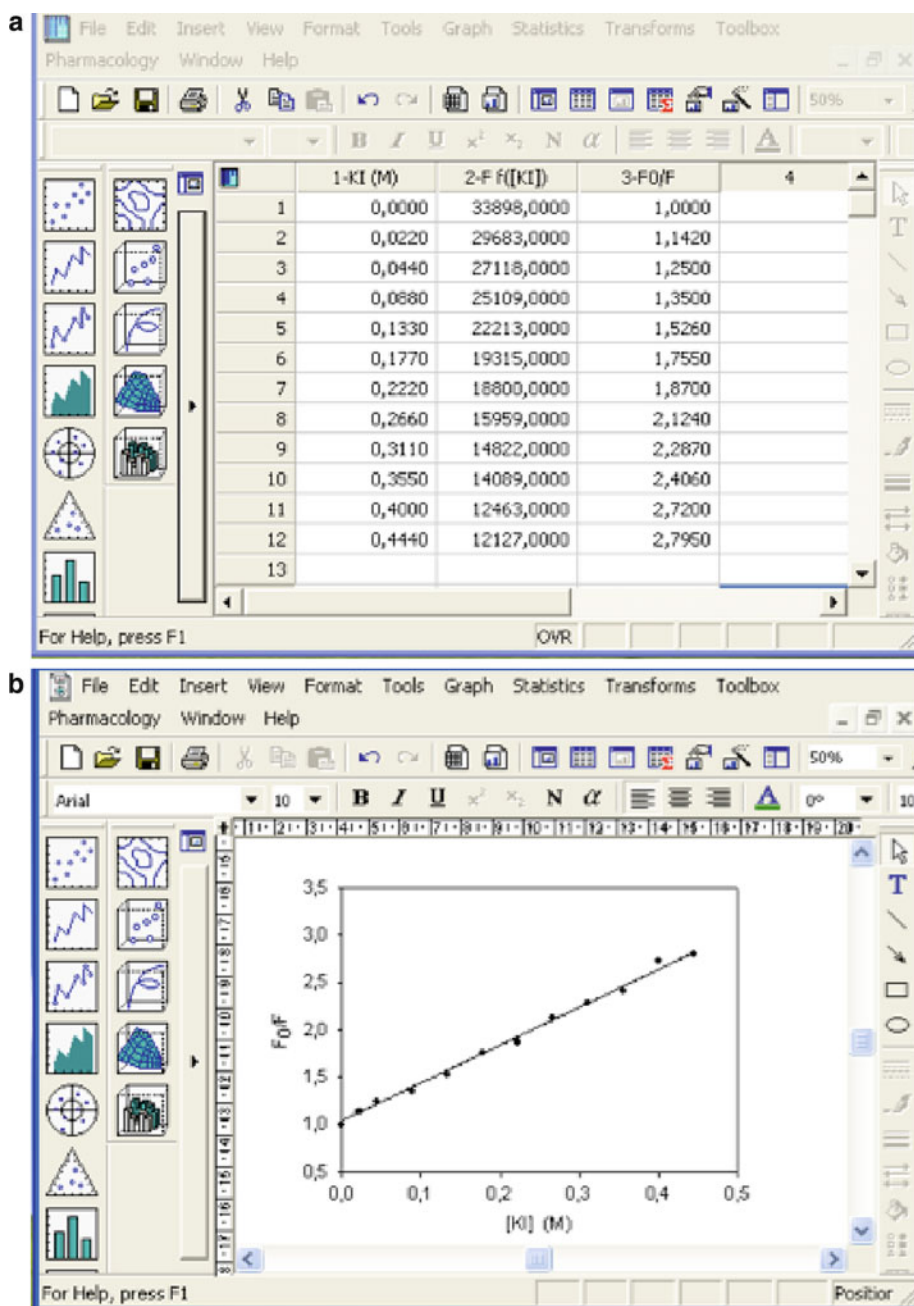 a
File Edit Insert View Format Tools Graph Statistics Transforms Toolbox
Pharmacology Window Help
50%
B I U x² x₂ N α A
1-KI (M) 2-F f([KI]) 3-F0/F 4
1 0,0000 33898,0000 1,0000
2 0,0220 29683,0000 1,1420
3 0,0440 27118,0000 1,2500
4 0,0880 25109,0000 1,3500
5 0,1330 22213,0000 1,5260
6 0,1770 19315,0000 1,7550
7 0,2220 18800,0000 1,8700
8 0,2660 15959,0000 2,1240
9 0,3110 14822,0000 2,2870
10 0,3550 14089,0000 2,4060
11 0,4000 12463,0000 2,7200
12 0,4440 12127,0000 2,7950
13
T
For Help, press F1 OVR
b
File Edit Insert View Format Tools Graph Statistics Transforms Toolbox
Pharmacology Window Help
50%
Arial 10 B I U x² x₂ N α A 0° 10
T
3,5
3,0
2,5
2,0
1,5
1,0
0,5
F₀/F
0,0 0,1 0,2 0,3 0,4 0,5
[KI] (M)
For Help, press F1 Position